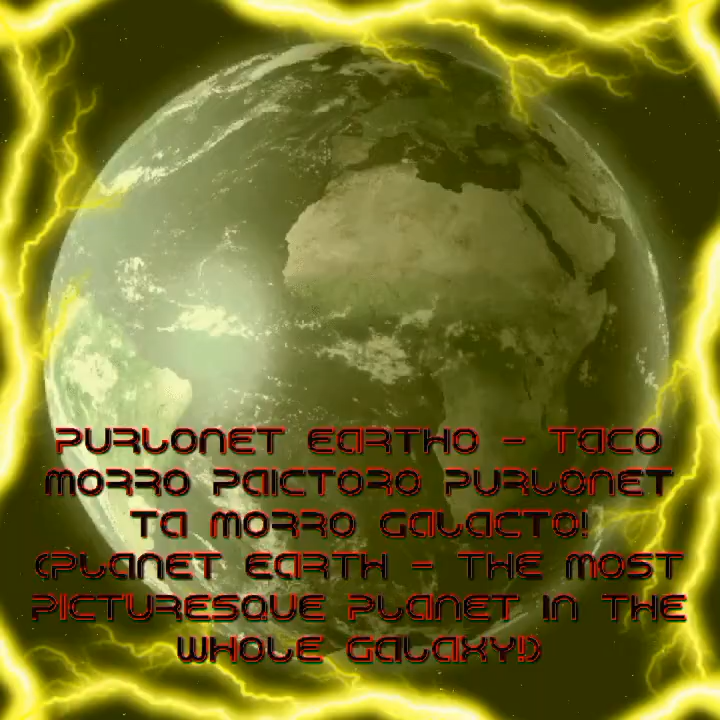 PURLONET EARTHO - TACO
MORRO PAICTORO PURLONET
TA MORRO GALACTO!
(PLANET EARTH - THE MOST
PICTURESQUE PLANET IN THE
WHOLE GALAXY!)